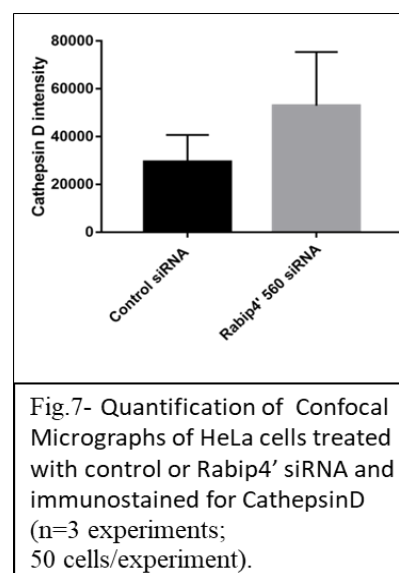 80000
60000
40000
20000
0
Cathepsin D intensity
Control siRNA
Rabip4' 560 siRNA
Fig.7- Quantification of Confocal
Micrographs of HeLa cells treated
with control or Rabip4′ siRNA and
immunostained for CathepsinD
(n=3 experiments;
50 cells/experiment).